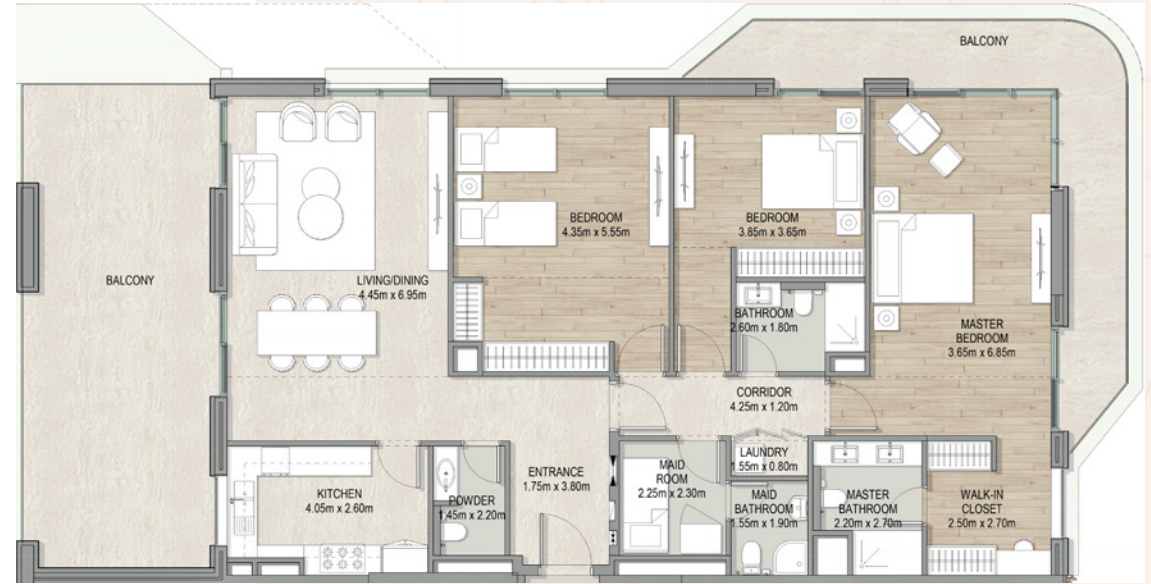 BALCONY
BEDROOM
4.35m x 5.55m
BEDROOM
3.85m x 3.65m
BALCONY
LIVING/DINING
4.45m x 6.95m
BATHROOM
2.60m x 1.80m
MASTER
BEDROOM
3.65m x 6.85m
CORRIDOR
4.25m x 1.20m
LAUNDRY
1.55m x 0.80m
ENTRANCE
1.75m x 3.80m
MAID
ROOM
2.25m x 2.30m
KITCHEN
4.05m x 2.60m
POWDER
1.45m x 2.20m
MAID
BATHROOM
1.55m x 1.90m
MASTER
BATHROOM
2.20m x 2.70m
WALK-IN
CLOSET
2.50m x 2.70m